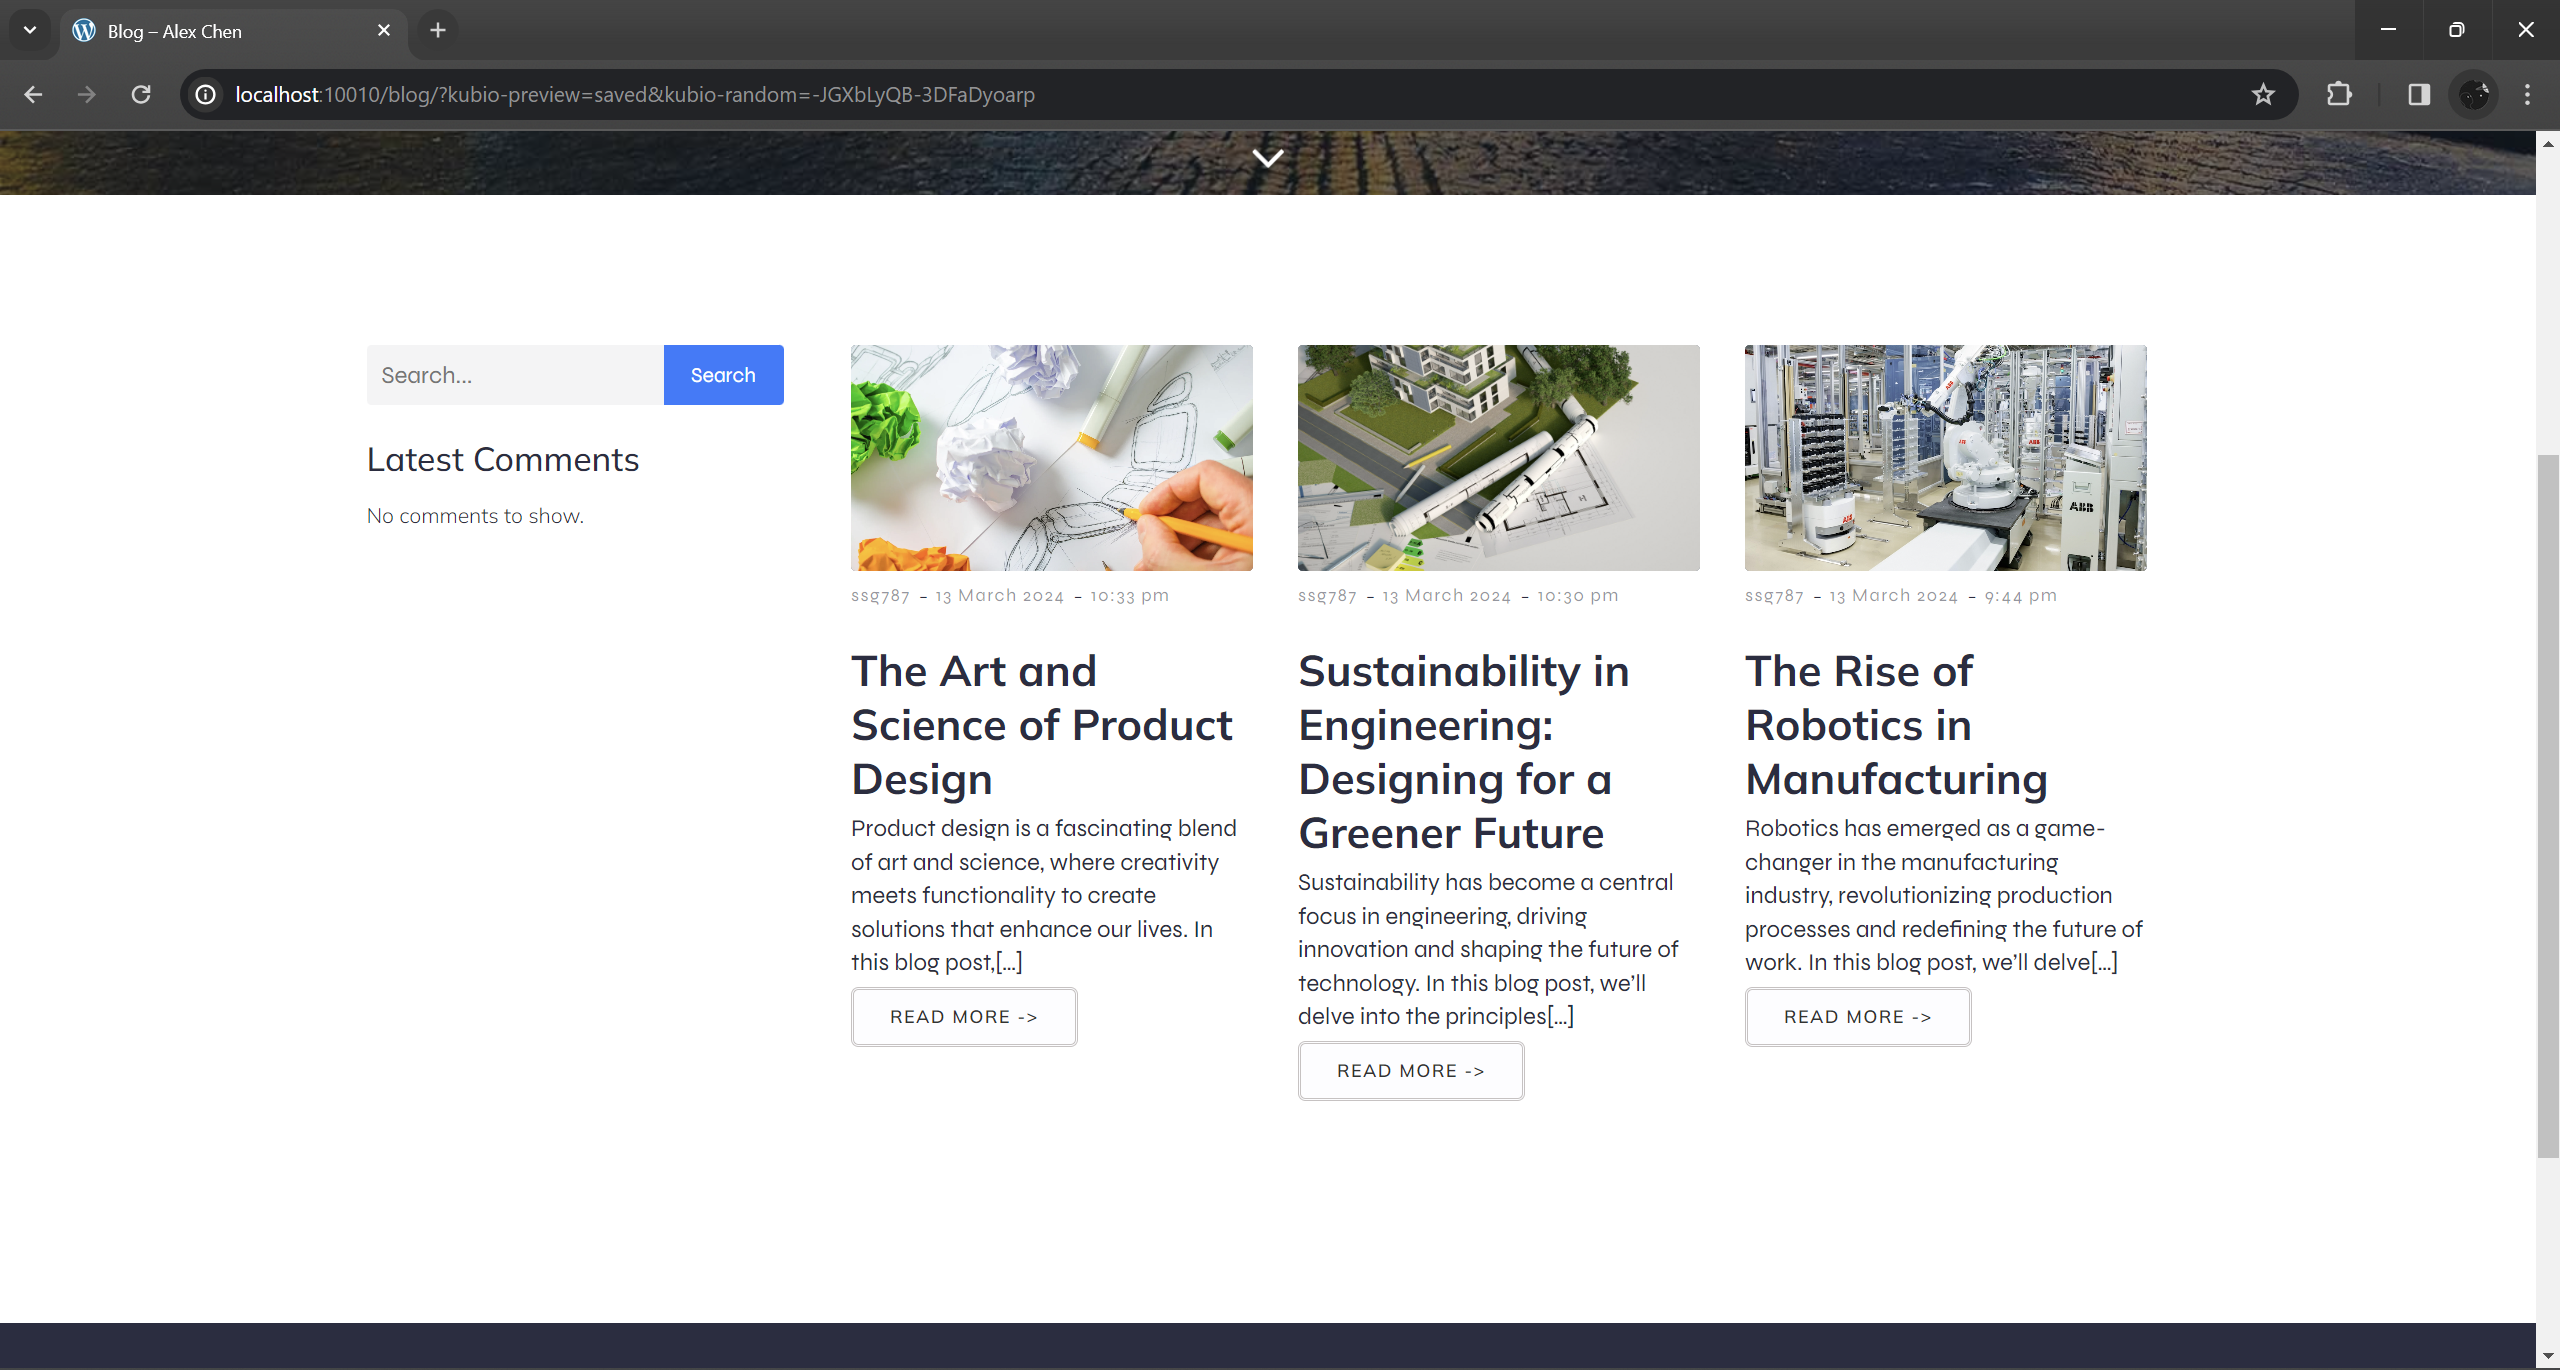 Blog – Alex Chen
localhost:10010/blog/?kubio-preview=saved&kubio-random=-JGXbLyQB-3DFaDyoarp
Search...
Search
Latest Comments
No comments to show.
ssg787 - 13 March 2024 - 10:33 pm
The Art and
Science of Product
Design
Product design is a fascinating blend
of art and science, where creativity
meets functionality to create
solutions that enhance our lives. In
this blog post,[…]
READ MORE ->
ssg787 - 13 March 2024 - 10:30 pm
Sustainability in
Engineering:
Designing for a
Greener Future
Sustainability has become a central
focus in engineering, driving
innovation and shaping the future of
technology. In this blog post, we’ll
delve into the principles[…]
READ MORE ->
ABB
ABB
ssg787 - 13 March 2024 - 9:44 pm
The Rise of
Robotics in
Manufacturing
Robotics has emerged as a game-
changer in the manufacturing
industry, revolutionizing production
processes and redefining the future of
work. In this blog post, we’ll delve[…]
READ MORE ->